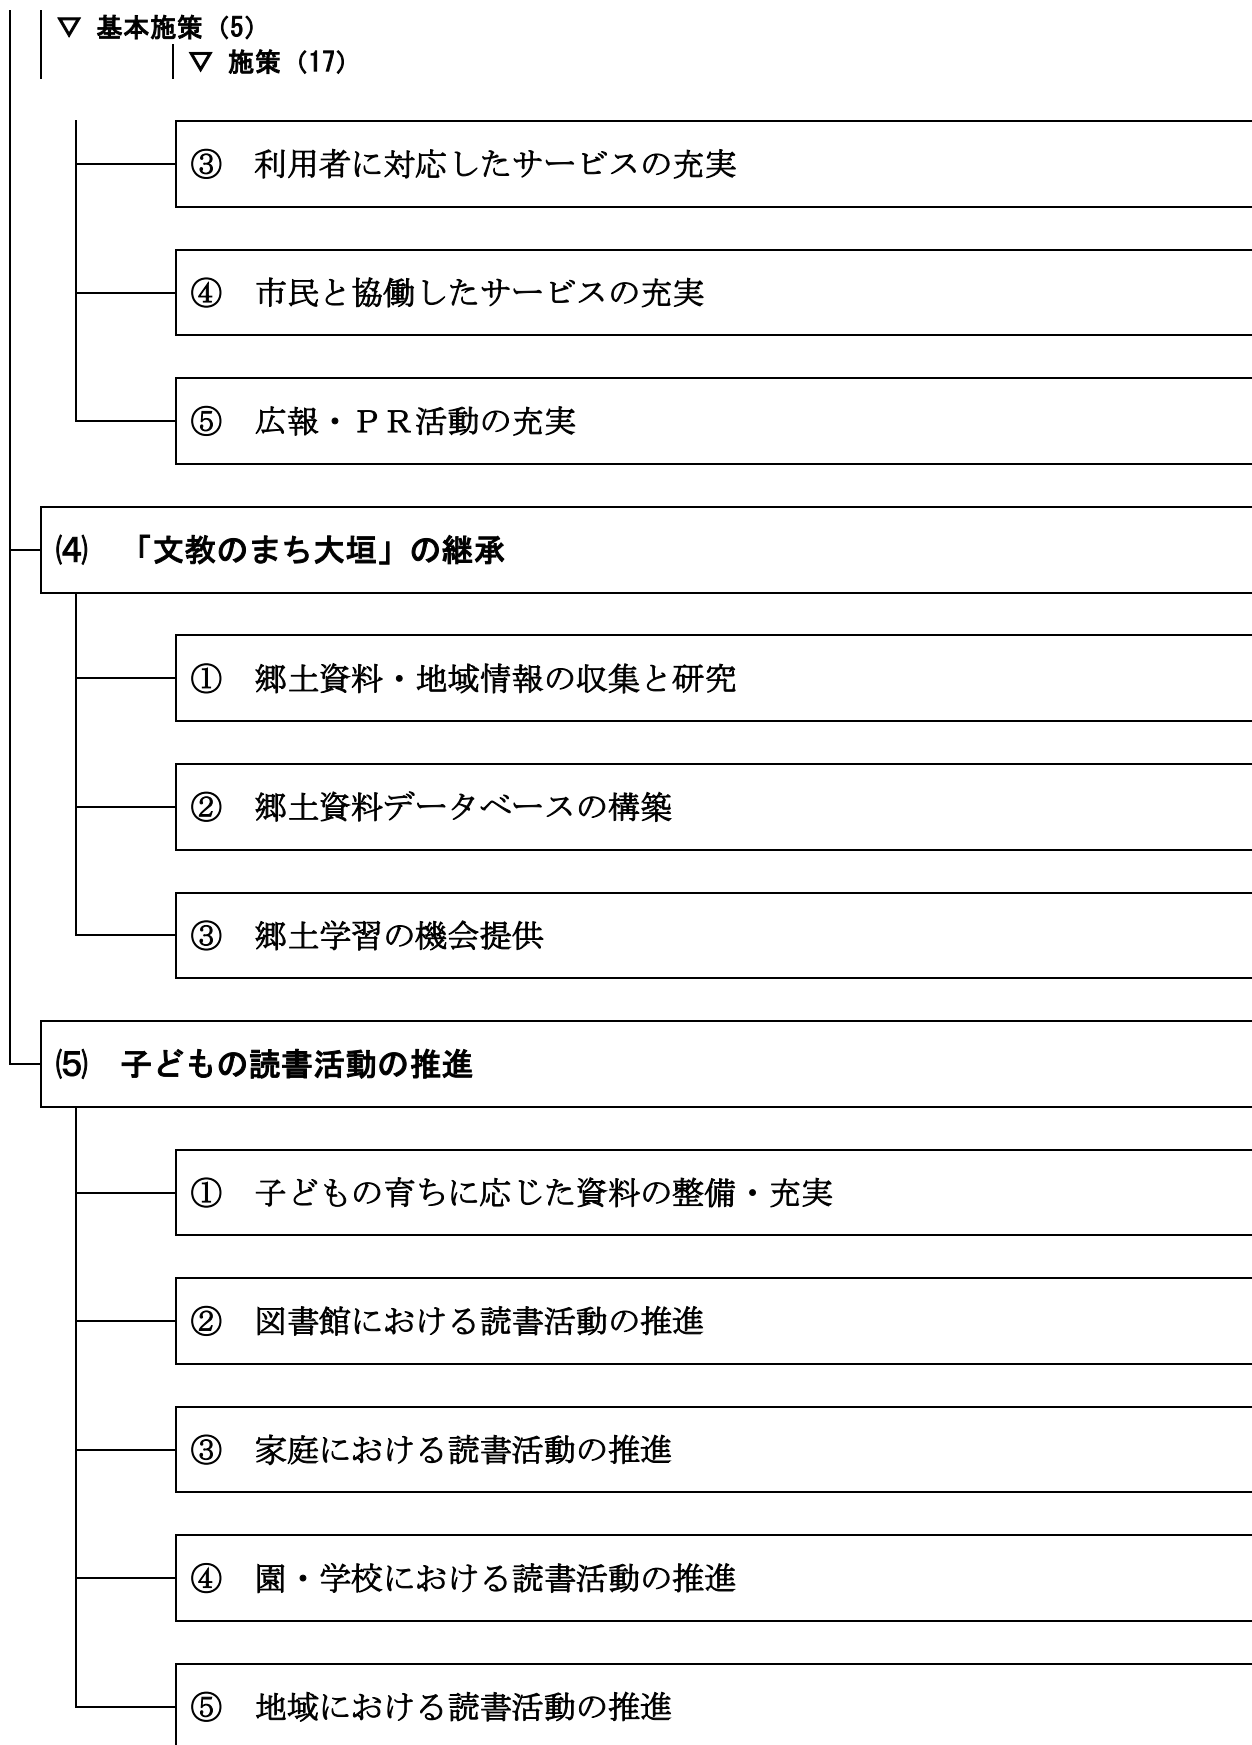 ▽ 基本施策（5）
▽ 施策（17）
③　利用者に対応したサービスの充実
④　市民と協働したサービスの充実
⑤　広報・ＰＲ活動の充実
⑷　「文教のまち大垣」の継承
①　郷土資料・地域情報の収集と研究
②　郷土資料データベースの構築
③　郷土学習の機会提供
⑸　子どもの読書活動の推進
①　子どもの育ちに応じた資料の整備・充実
②　図書館における読書活動の推進
③　家庭における読書活動の推進
④　園・学校における読書活動の推進
⑤　地域における読書活動の推進